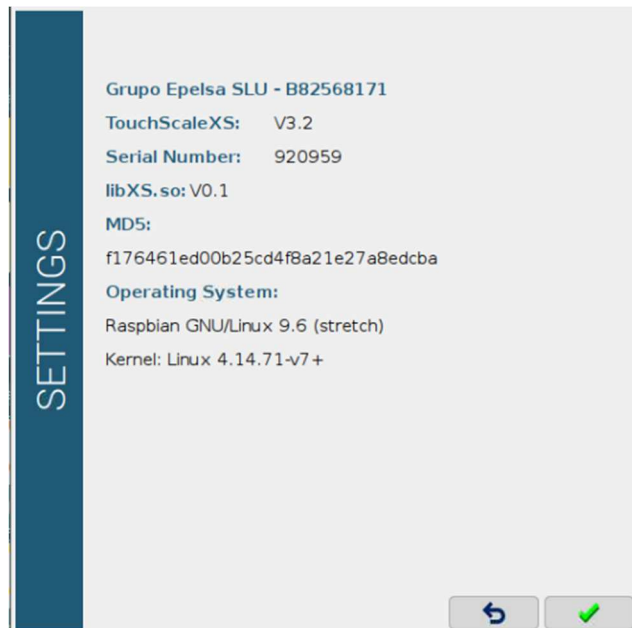 SETTINGS
Grupo Epelsa SLU - B82568171
TouchScaleXS: V3.2
Serial Number: 920959
libXS.so: V0.1
MD5:
f176461ed00b25cd4f8a21e27a8edcba
Operating System:
Raspbian GNU/Linux 9.6 (stretch)
Kernel: Linux 4.14.71-v7+